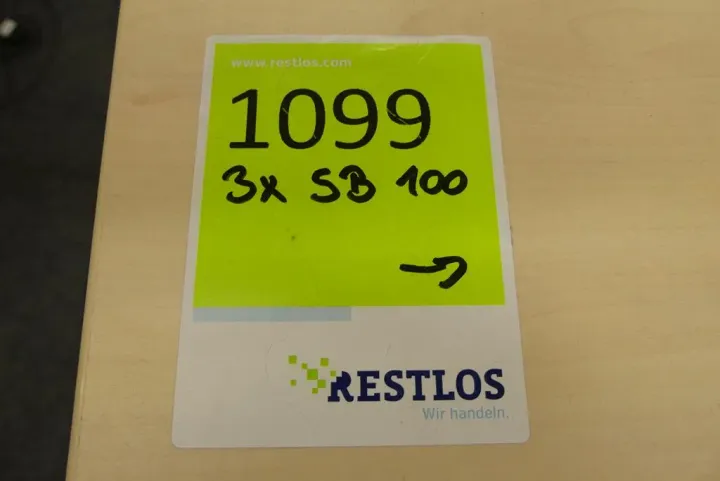 www.restlos.com
1099
3x SB 100
→
RESTLOS
Wir handeln.